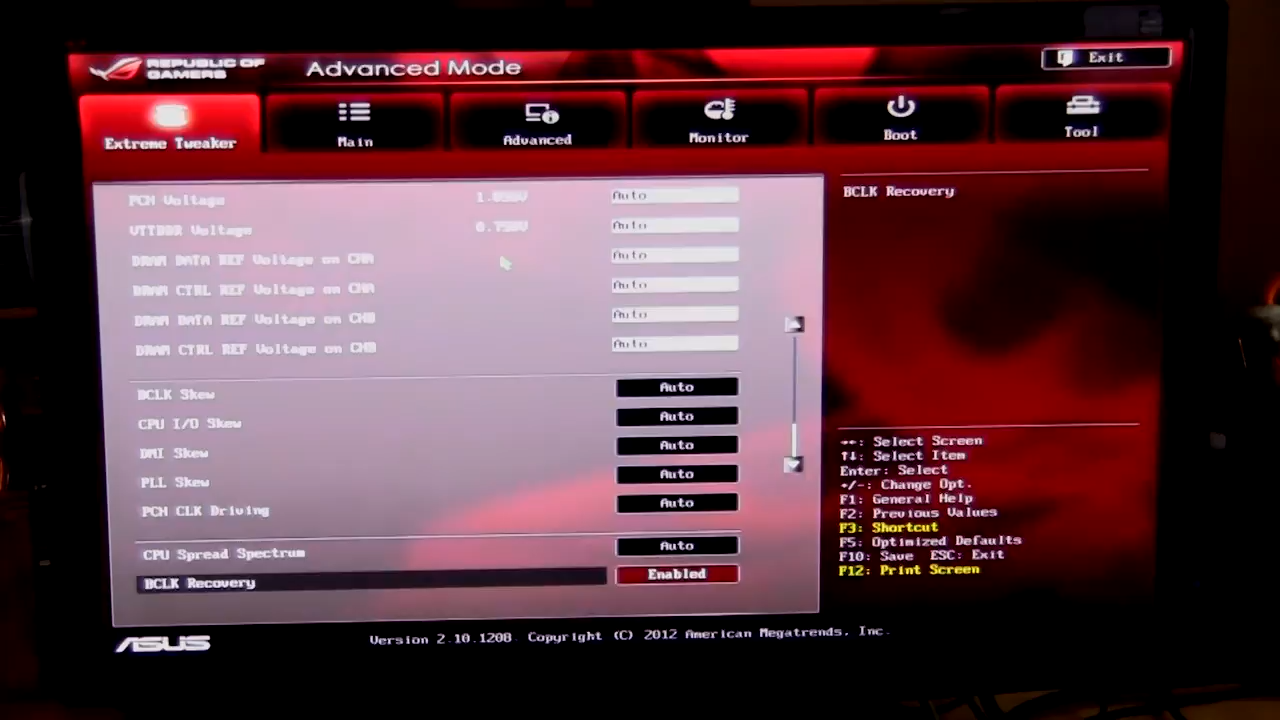 REPUBLIC OF
GAMERS
Advanced Mode
Exit
Extreme Tweaker
Main
Advanced
Monitor
Boot
Tool
PCH Voltage Auto
VTTDDR Voltage Auto
DRAM DATA REF Voltage on CHA Auto
DRAM CTRL REF Voltage on CHA Auto
DRAM DATA REF Voltage on CHB Auto
DRAM CTRL REF Voltage on CHB Auto
BCLK Skew Auto
CPU I/O Skew Auto
DMI Skew Auto
PLL Skew Auto
PCH CLK Driving Auto
CPU Spread Spectrum Auto
BCLK Recovery Enabled
BCLK Recovery
→←: Select Screen
↑↓: Select Item
Enter: Select
+/-: Change Opt.
F1: General Help
F2: Previous Values
F3: Shortcut
F5: Optimized Defaults
F10: Save ESC: Exit
F12: Print Screen
ASUS
Version 2.10.1208. Copyright (C) 2012 American Megatrends, Inc.